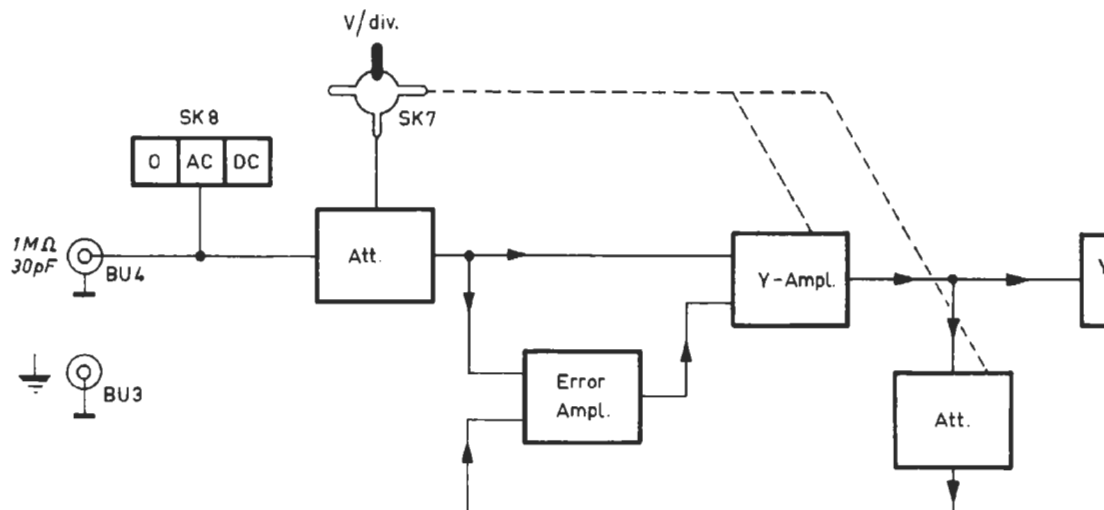 V/div.
SK7
SK8
0 AC DC
1MΩ
30pF
BU4
Att.
Y-Ampl.
Y
BU3
Error
Ampl.
Att.